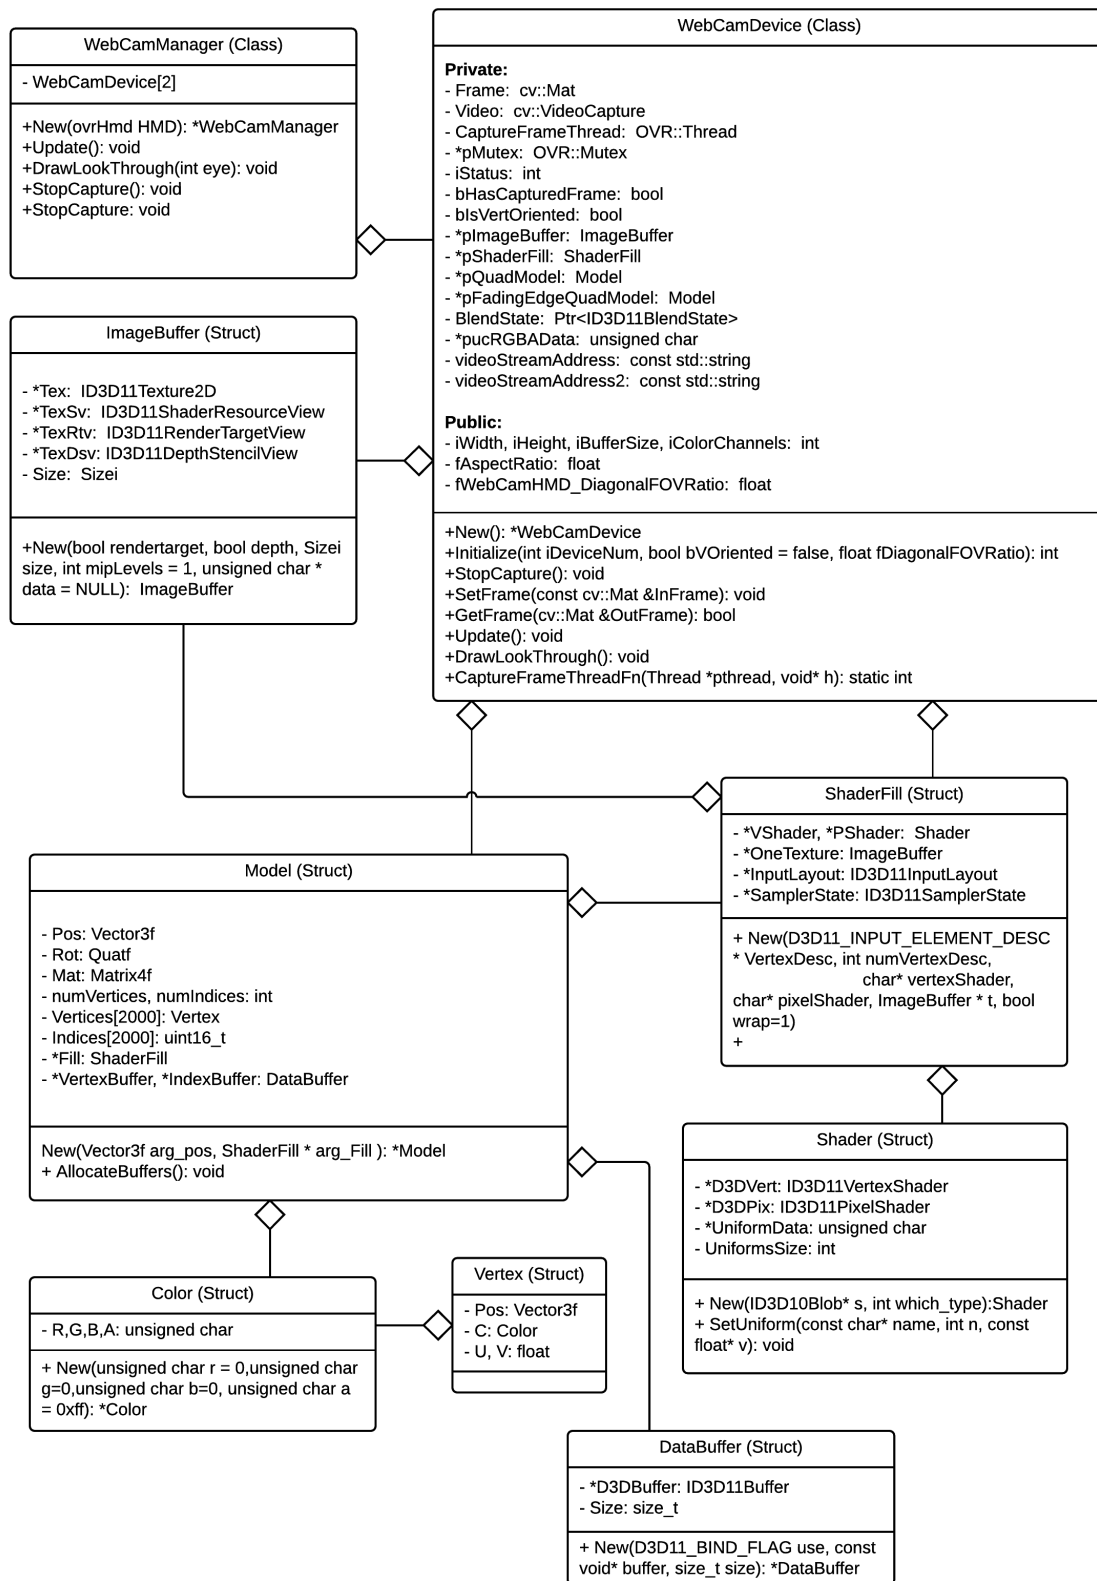 WebCamManager (Class)
- WebCamDevice[2]
+New(ovrHmd HMD): *WebCamManager
+Update(): void
+DrawLookThrough(int eye): void
+StopCapture(): void
+StopCapture: void
WebCamDevice (Class)
Private:
- Frame:  cv::Mat
- Video:  cv::VideoCapture
- CaptureFrameThread:  OVR::Thread
- *pMutex:  OVR::Mutex
- iStatus:  int
- bHasCapturedFrame:  bool
- bIsVertOriented:  bool
- *pImageBuffer:  ImageBuffer
- *pShaderFill:  ShaderFill
- *pQuadModel:  Model
- *pFadingEdgeQuadModel:  Model
- BlendState:  Ptr<ID3D11BlendState>
- *pucRGBAData:  unsigned char
- videoStreamAddress:  const std::string
- videoStreamAddress2:  const std::string
Public:
- iWidth, iHeight, iBufferSize, iColorChannels:  int
- fAspectRatio:  float
- fWebCamHMD_DiagonalFOVRatio:  float
+New(): *WebCamDevice
+Initialize(int iDeviceNum, bool bVOriented = false, float fDiagonalFOVRatio): int
+StopCapture(): void
+SetFrame(const cv::Mat &InFrame): void
+GetFrame(cv::Mat &OutFrame): bool
+Update(): void
+DrawLookThrough(): void
+CaptureFrameThreadFn(Thread *pthread, void* h): static int
ImageBuffer (Struct)
- *Tex:  ID3D11Texture2D
- *TexSv:  ID3D11ShaderResourceView
- *TexRtv:  ID3D11RenderTargetView
- *TexDsv: ID3D11DepthStencilView
- Size:  Sizei
+New(bool rendertarget, bool depth, Sizei
size, int mipLevels = 1, unsigned char *
data = NULL):  ImageBuffer
ShaderFill (Struct)
- *VShader, *PShader:  Shader
- *OneTexture: ImageBuffer
- *InputLayout: ID3D11InputLayout
- *SamplerState: ID3D11SamplerState
+ New(D3D11_INPUT_ELEMENT_DESC
* VertexDesc, int numVertexDesc,
char* vertexShader,
char* pixelShader, ImageBuffer * t, bool
wrap=1)
+
Model (Struct)
- Pos: Vector3f
- Rot: Quatf
- Mat: Matrix4f
- numVertices, numIndices: int
- Vertices[2000]: Vertex
- Indices[2000]: uint16_t
- *Fill: ShaderFill
- *VertexBuffer, *IndexBuffer: DataBuffer
New(Vector3f arg_pos, ShaderFill * arg_Fill ): *Model
+ AllocateBuffers(): void
Shader (Struct)
- *D3DVert: ID3D11VertexShader
- *D3DPix: ID3D11PixelShader
- *UniformData: unsigned char
- UniformsSize: int
+ New(ID3D10Blob* s, int which_type):Shader
+ SetUniform(const char* name, int n, const
float* v): void
Color (Struct)
- R,G,B,A: unsigned char
+ New(unsigned char r = 0,unsigned char
g=0,unsigned char b=0, unsigned char a
= 0xff): *Color
Vertex (Struct)
- Pos: Vector3f
- C: Color
- U, V: float
DataBuffer (Struct)
- *D3DBuffer: ID3D11Buffer
- Size: size_t
+ New(D3D11_BIND_FLAG use, const
void* buffer, size_t size): *DataBuffer